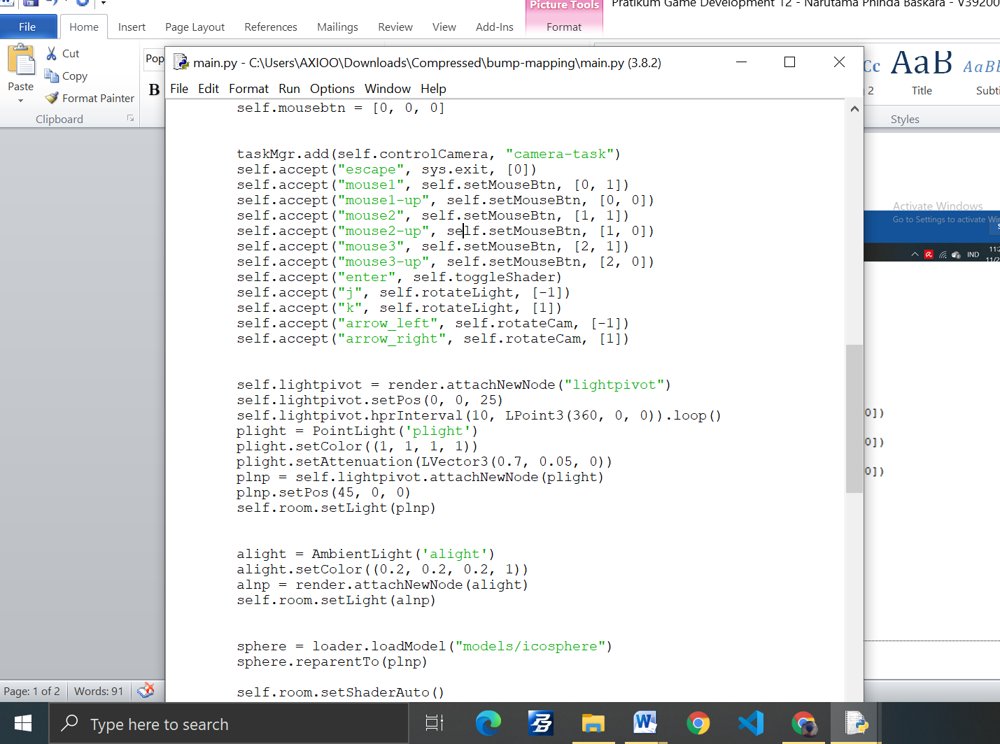 Picture Tools
Pratikum Game Development 12 - Narutama Phinda Baskara - V39200
File Home Insert Page Layout References Mailings Review View Add-Ins Format
Cut
Copy
Paste
Format Painter
Clipboard
Pop
B
Cc AaB AaBb
2 Title Subti
Styles
main.py - C:\Users\AXIOO\Downloads\Compressed\bump-mapping\main.py (3.8.2)
File Edit Format Run Options Window Help
self.mousebtn = [0, 0, 0]
taskMgr.add(self.controlCamera, "camera-task")
self.accept("escape", sys.exit, [0])
self.accept("mouse1", self.setMouseBtn, [0, 1])
self.accept("mouse1-up", self.setMouseBtn, [0, 0])
self.accept("mouse2", self.setMouseBtn, [1, 1])
self.accept("mouse2-up", self.setMouseBtn, [1, 0])
self.accept("mouse3", self.setMouseBtn, [2, 1])
self.accept("mouse3-up", self.setMouseBtn, [2, 0])
self.accept("enter", self.toggleShader)
self.accept("j", self.rotateLight, [-1])
self.accept("k", self.rotateLight, [1])
self.accept("arrow_left", self.rotateCam, [-1])
self.accept("arrow_right", self.rotateCam, [1])
self.lightpivot = render.attachNewNode("lightpivot")
self.lightpivot.setPos(0, 0, 25)
self.lightpivot.hprInterval(10, LPoint3(360, 0, 0)).loop()
plight = PointLight('plight')
plight.setColor((1, 1, 1, 1))
plight.setAttenuation(LVector3(0.7, 0.05, 0))
plnp = self.lightpivot.attachNewNode(plight)
plnp.setPos(45, 0, 0)
self.room.setLight(plnp)
alight = AmbientLight('alight')
alight.setColor((0.2, 0.2, 0.2, 1))
alnp = render.attachNewNode(alight)
self.room.setLight(alnp)
sphere = loader.loadModel("models/icosphere")
sphere.reparentTo(plnp)
self.room.setShaderAuto()
Activate Windows
Go to Settings to activate Wi
IND
11:2
11/2
0])
0])
0])
Page: 1 of 2 Words: 91
Type here to search